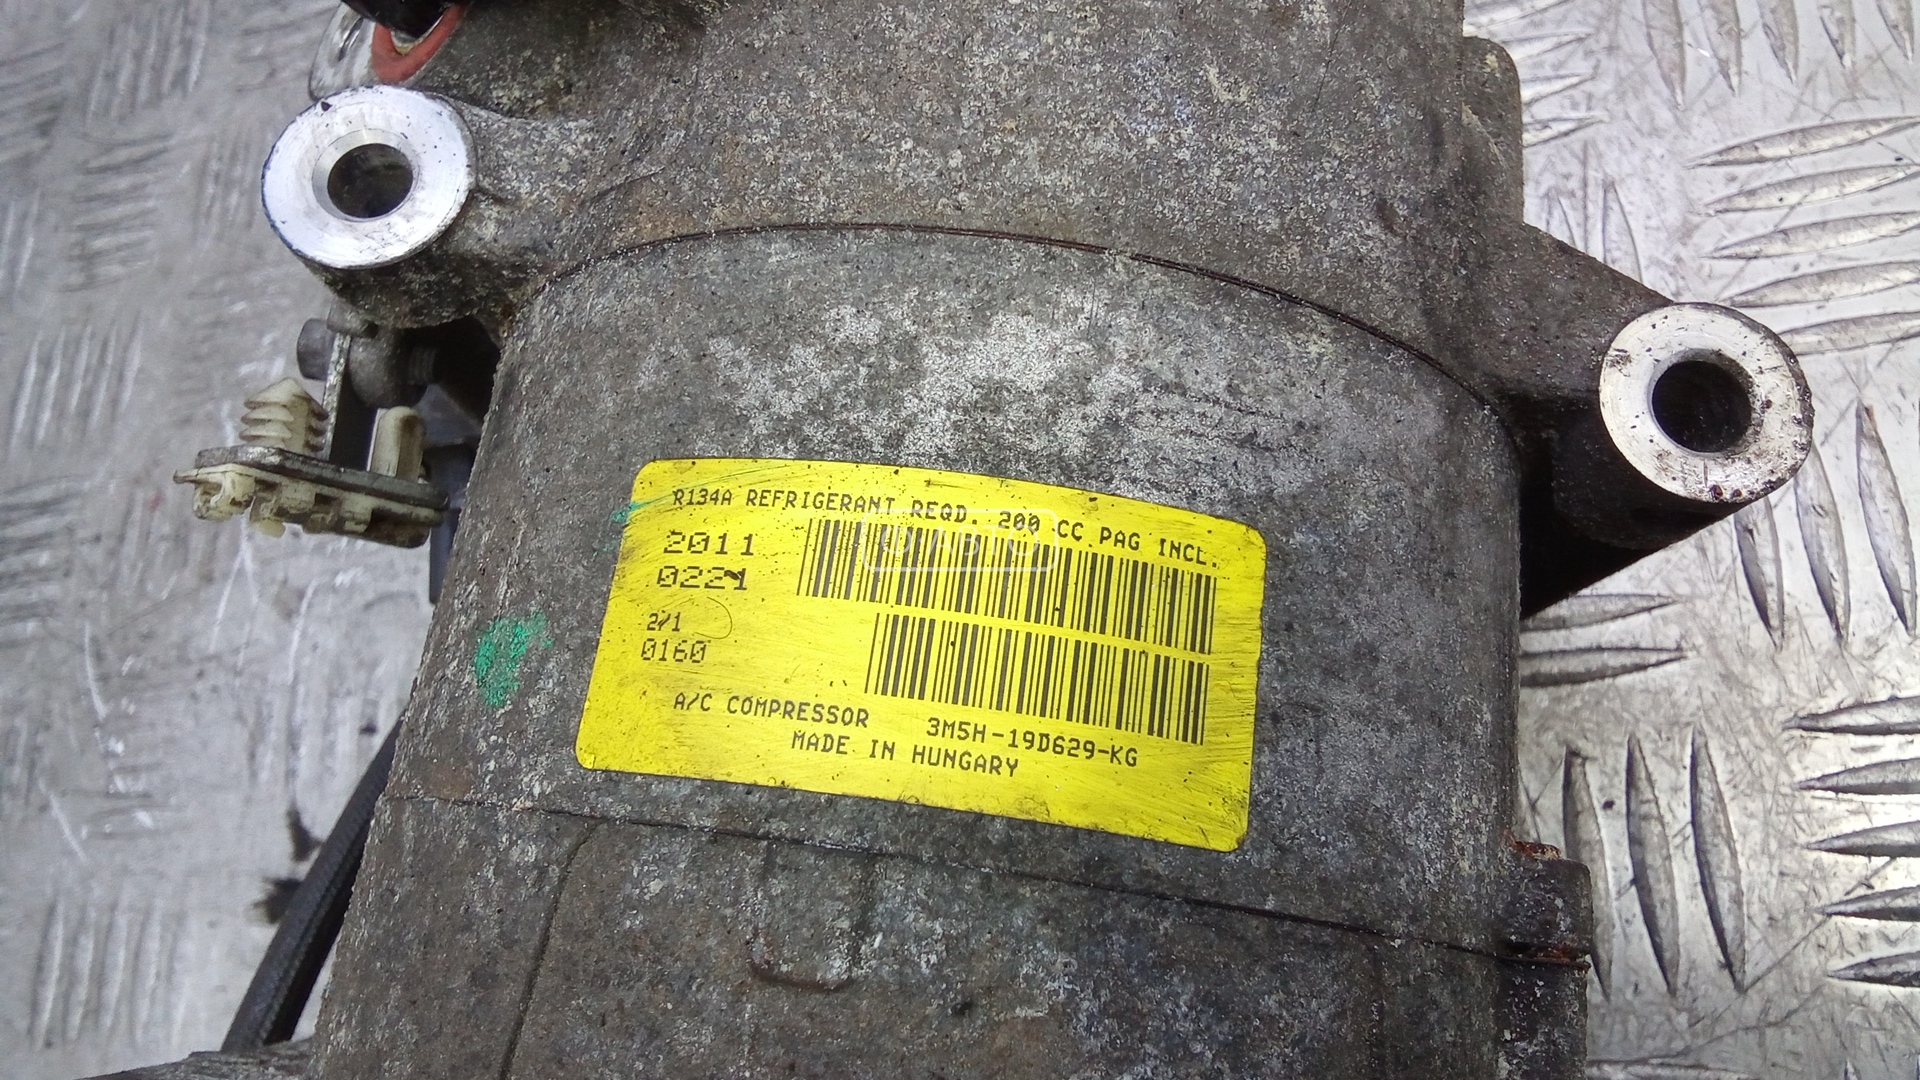 R134A REFRIGERANT REQD. 200 CC PAG INCL.
2011
0221
2/1
0160
A/C COMPRESSOR 3M5H-19D629-KG
MADE IN HUNGARY